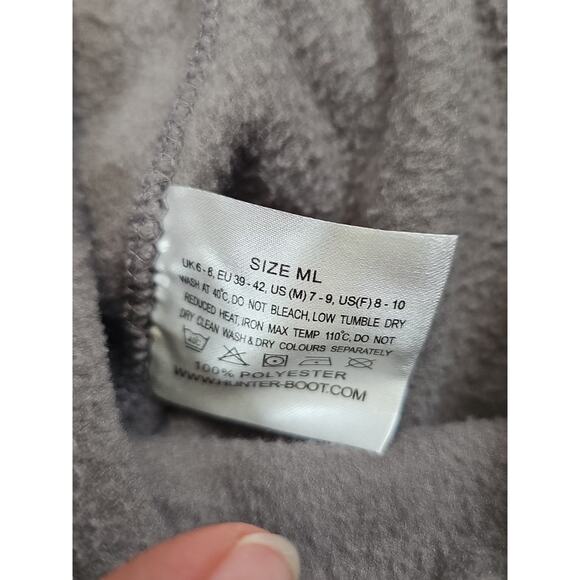 SIZE ML
UK 6 - 8, EU 39 - 42, US (M) 7 - 9, US(F) 8 - 10
WASH AT 40°C, DO NOT BLEACH, LOW TUMBLE DRY
REDUCED HEAT, IRON MAX TEMP 110°C, DO NOT
DRY CLEAN WASH & DRY COLOURS SEPARATELY
40C
100% POLYESTER
WWW.HUNTER-BOOT.COM